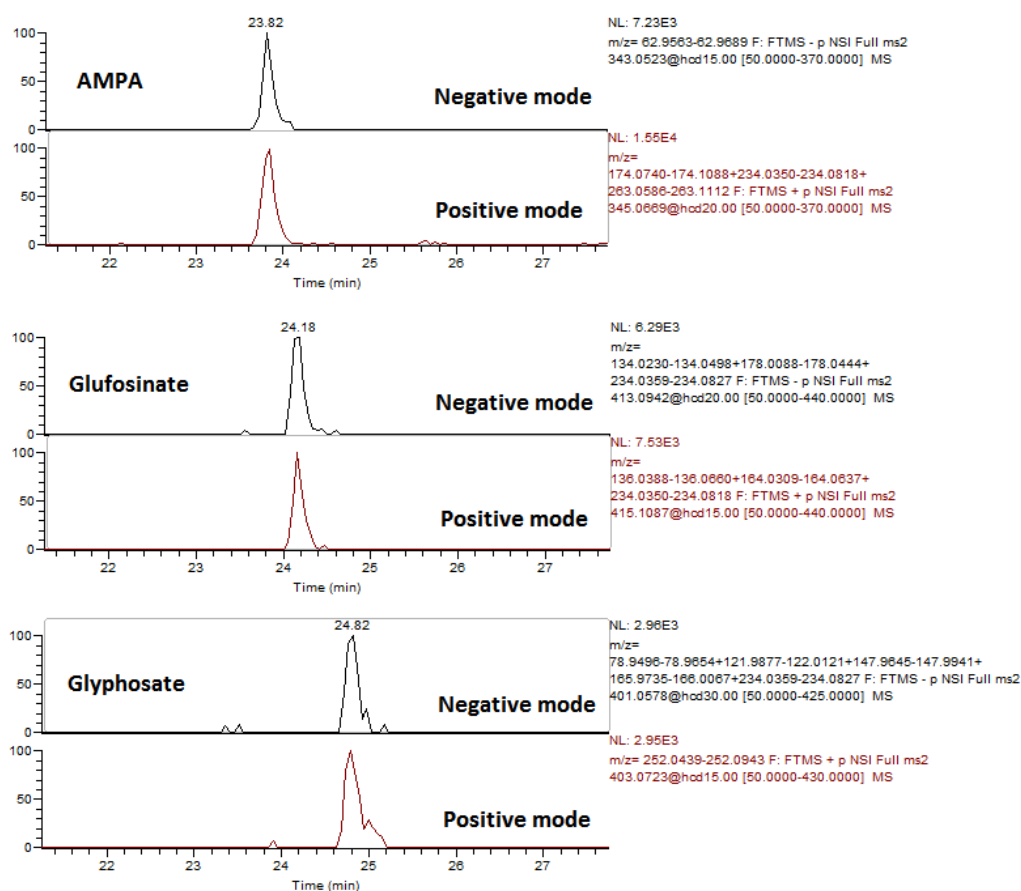 23.82
NL: 7.23E3
m/z= 62.9563-62.9689 F: FTMS - p NSI Full ms2
343.0523@hcd15.00 [50.0000-370.0000] MS
100
50
0
AMPA
Negative mode
NL: 1.55E4
m/z=
174.0740-174.1088+234.0350-234.0818+
263.0586-263.1112 F: FTMS + p NSI Full ms2
345.0669@hcd20.00 [50.0000-370.0000] MS
100
50
0
Positive mode
22 23 24 25 26 27
Time (min)
24.18
NL: 6.29E3
m/z=
134.0230-134.0498+178.0088-178.0444+
234.0359-234.0827 F: FTMS - p NSI Full ms2
413.0942@hcd20.00 [50.0000-440.0000] MS
100
50
0
Glufosinate
Negative mode
NL: 7.53E3
m/z=
136.0388-136.0660+164.0309-164.0637+
234.0350-234.0818 F: FTMS + p NSI Full ms2
415.1087@hcd15.00 [50.0000-440.0000] MS
100
50
0
Positive mode
22 23 24 25 26 27
Time (min)
24.82
NL: 2.96E3
m/z=
78.9496-78.9654+121.9877-122.0121+147.9645-147.9941+
165.9735-166.0067+234.0359-234.0827 F: FTMS - p NSI Full ms2
401.0578@hcd30.00 [50.0000-425.0000] MS
100
50
0
Glyphosate
Negative mode
NL: 2.95E3
m/z= 252.0439-252.0943 F: FTMS + p NSI Full ms2
403.0723@hcd15.00 [50.0000-430.0000] MS
100
50
0
Positive mode
22 23 24 25 26 27
Time (min)